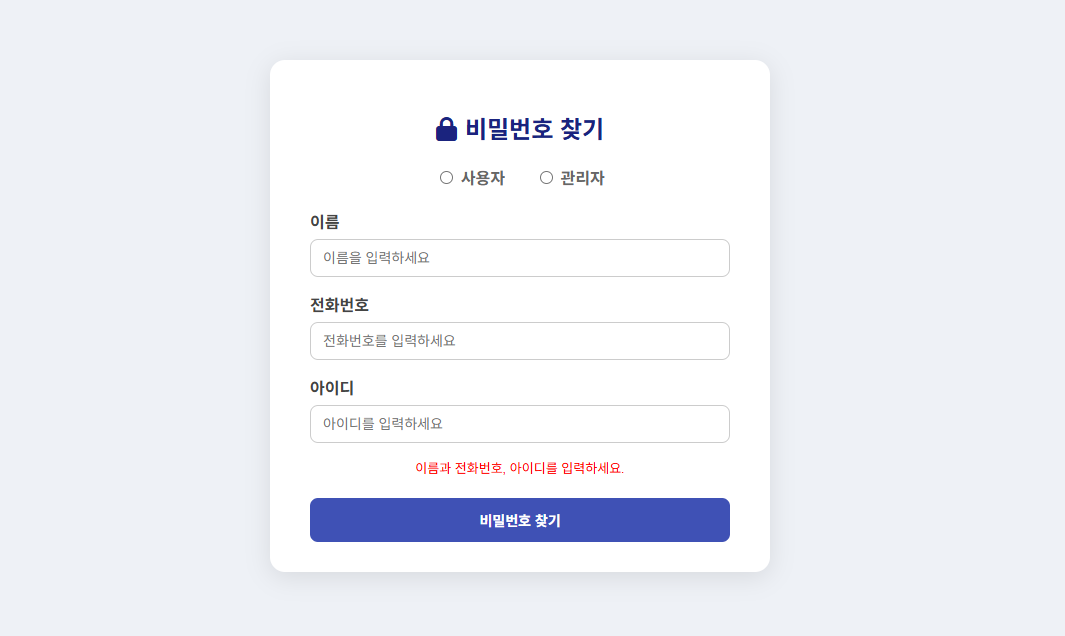 비밀번호 찾기
사용자 관리자
이름
이름을 입력하세요
전화번호
전화번호를 입력하세요
아이디
아이디를 입력하세요
이름과 전화번호, 아이디를 입력하세요.
비밀번호 찾기